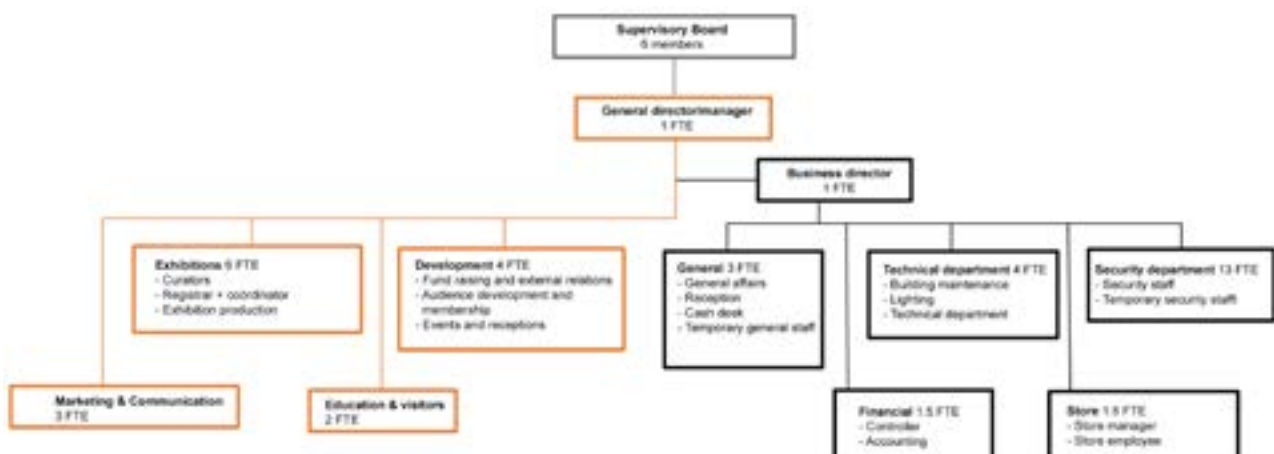 Supervisory Board
6 members
General director/manager
1 FTE
Business director
1 FTE
Exhibitions 6 FTE
- Curators
- Registrar + coordinator
- Exhibition production
Development 4 FTE
- Fund raising and external relations
- Audience development and
membership
- Events and receptions
General 3 FTE
- General affairs
- Reception
- Cash desk
- Temporary general staff
Technical department 4 FTE
- Building maintenance
- Lighting
- Technical department
Security department 13 FTE
- Security staff
- Temporary security staff
Marketing & Communication
3 FTE
Education & visitors
2 FTE
Financial 1.5 FTE
- Controller
- Accounting
Store 1.6 FTE
- Store manager
- Store employee